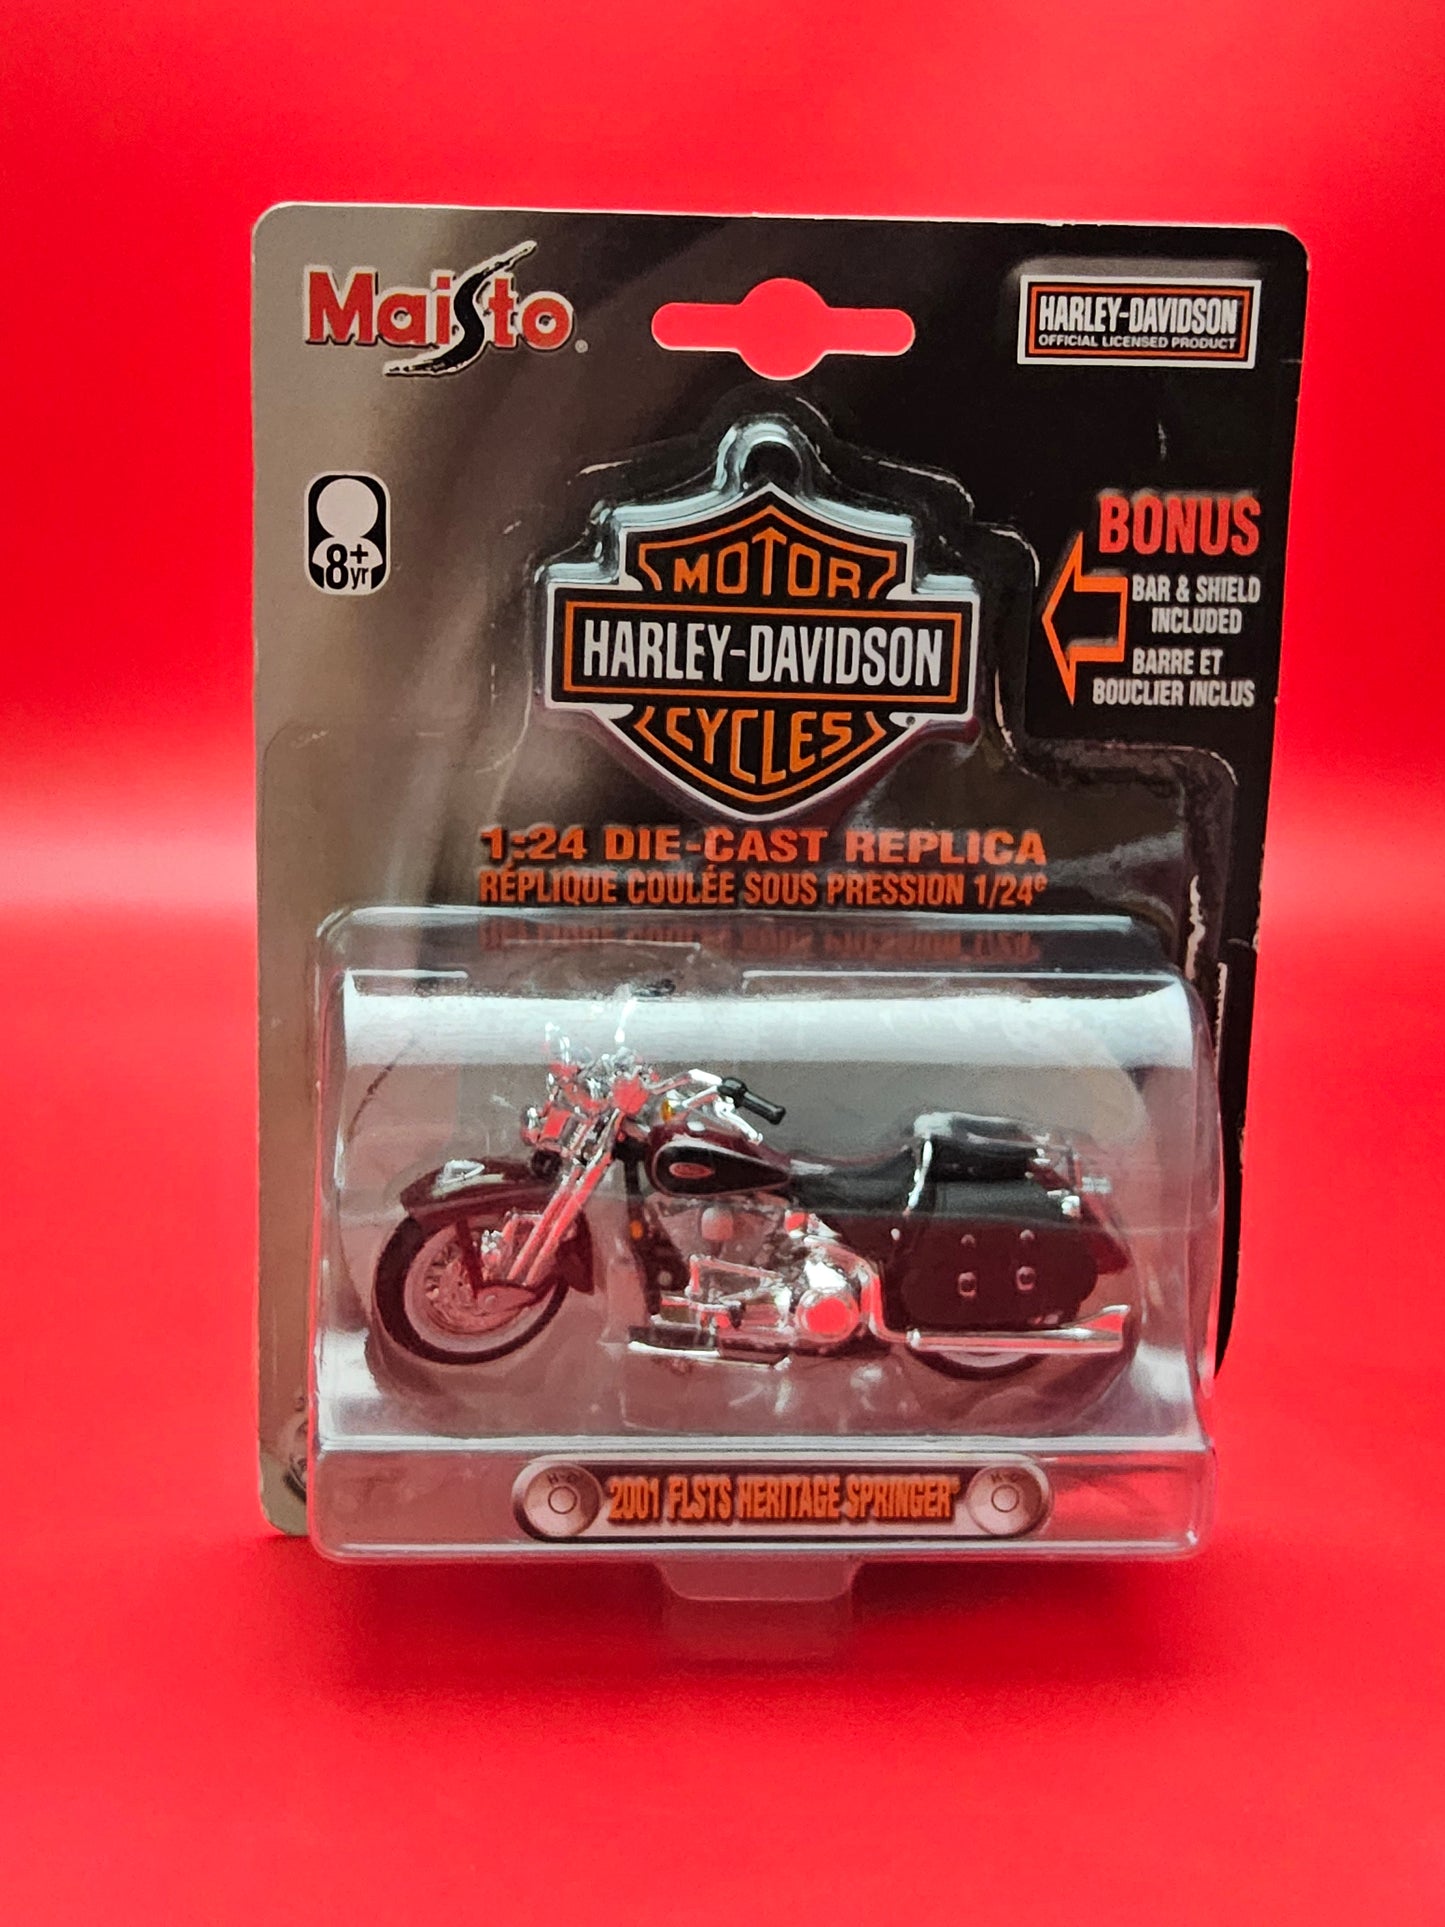 Maisto®
HARLEY-DAVIDSON
OFFICIAL LICENSED PRODUCT
8+
yr
MOTOR
HARLEY-DAVIDSON
CYCLES
BONUS
BAR & SHIELD
INCLUDED
BARRE ET
BOUCLIER INCLUS
1:24 DIE-CAST REPLICA
RÉPLIQUE COULÉE SOUS PRESSION 1/24e
H-D
2001 FLSTS HERITAGE SPRINGER®
H-D